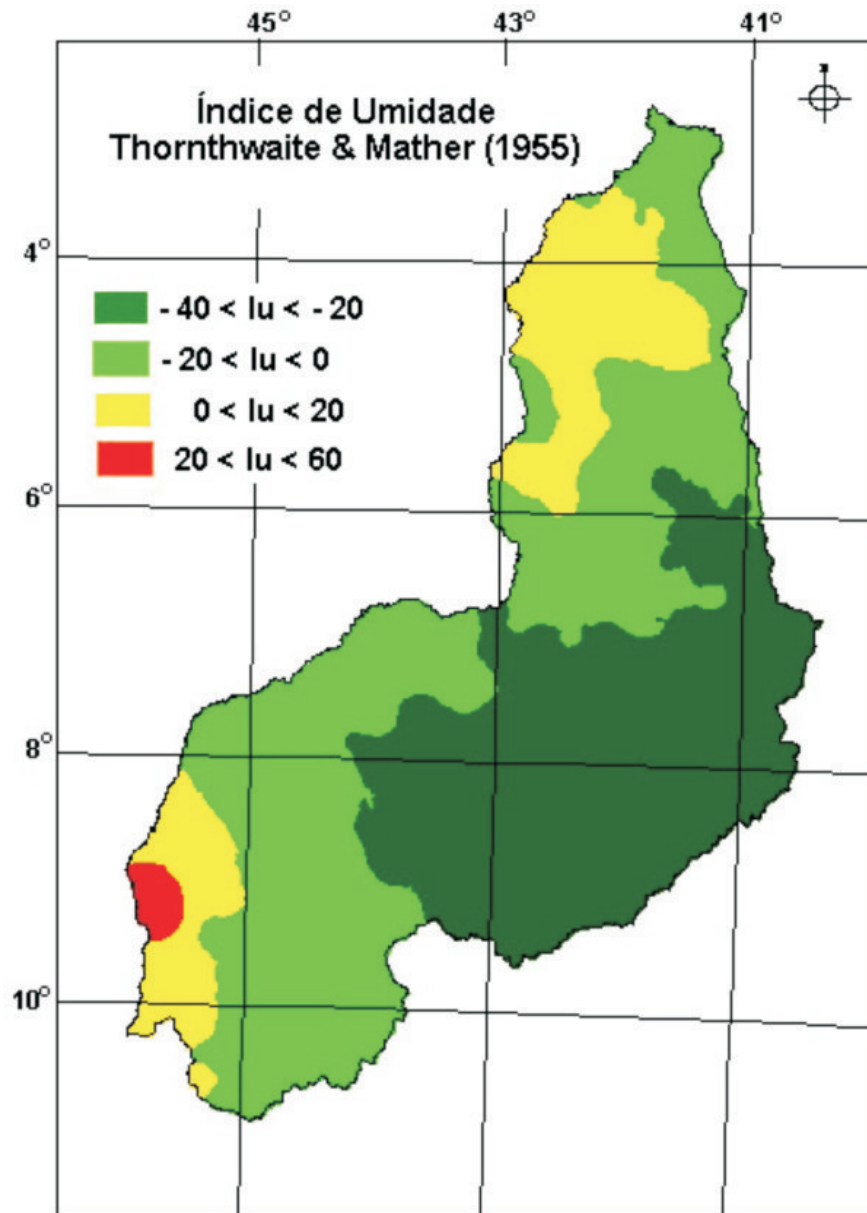 45° 43° 41°
Índice de Umidade
Thornthwaite & Mather (1955)
4°
- 40 < Iu < - 20
- 20 < Iu < 0
0 < Iu < 20
20 < Iu < 60
6°
8°
10°